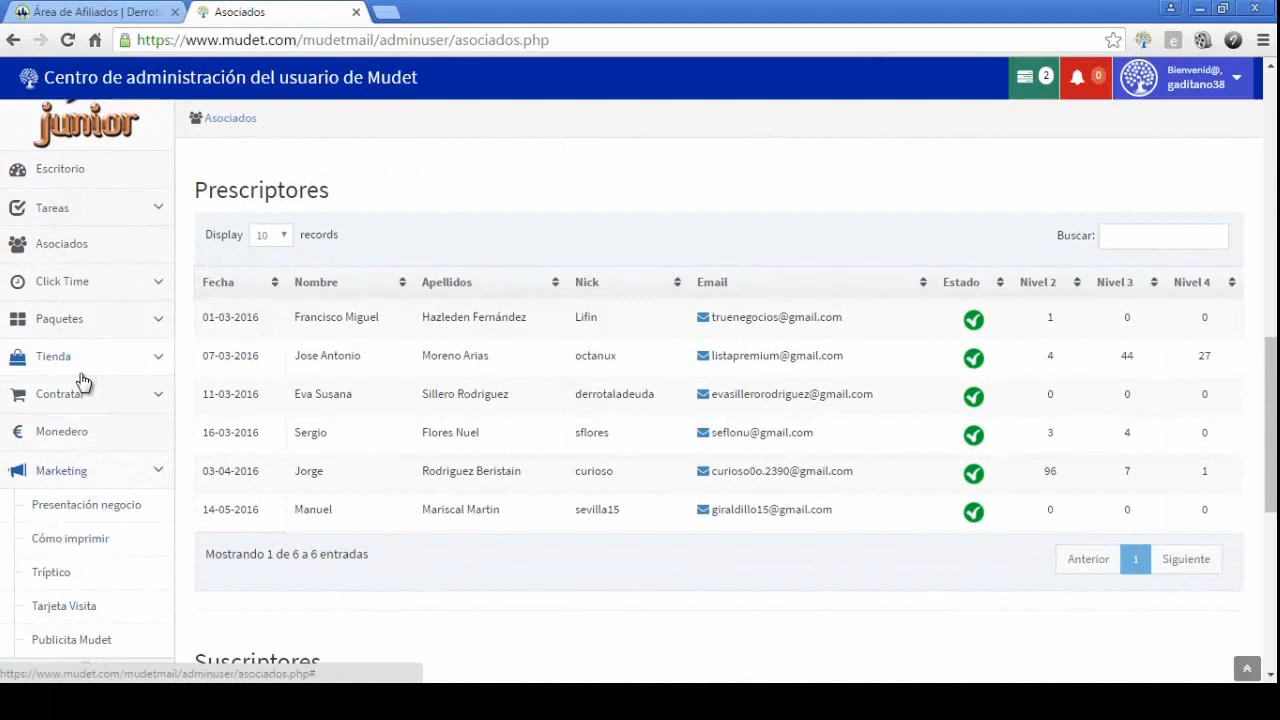 Área de Afiliados | Derrot
Asociados
https://www.mudet.com/mudetmail/adminuser/asociados.php
Centro de administración del usuario de Mudet
2
0
Bienvenid@,
gaditano38
junior
Asociados
Escritorio
Tareas
Asociados
Click Time
Paquetes
Tienda
Contratar
Monedero
Marketing
Presentación negocio
Cómo imprimir
Tríptico
Tarjeta Visita
Publicita Mudet
Prescriptores
Display 10 records
Buscar:
Fecha Nombre Apellidos Nick Email Estado Nivel 2 Nivel 3 Nivel 4
01-03-2016 Francisco Miguel Hazleden Fernández Lifin truenegocios@gmail.com 1 0 0
07-03-2016 Jose Antonio Moreno Arias octanux listapremium@gmail.com 4 44 27
11-03-2016 Eva Susana Sillero Rodriguez derrotaladeuda evasillerorodriguez@gmail.com 0 0 0
16-03-2016 Sergio Flores Nuel sflores seflonu@gmail.com 3 4 0
03-04-2016 Jorge Rodriguez Beristain curioso curioso0o.2390@gmail.com 96 7 1
14-05-2016 Manuel Mariscal Martin sevilla15 giraldillo15@gmail.com 0 0 0
Mostrando 1 de 6 a 6 entradas
Anterior 1 Siguiente
Suscriptores
https://www.mudet.com/mudetmail/adminuser/asociados.php#